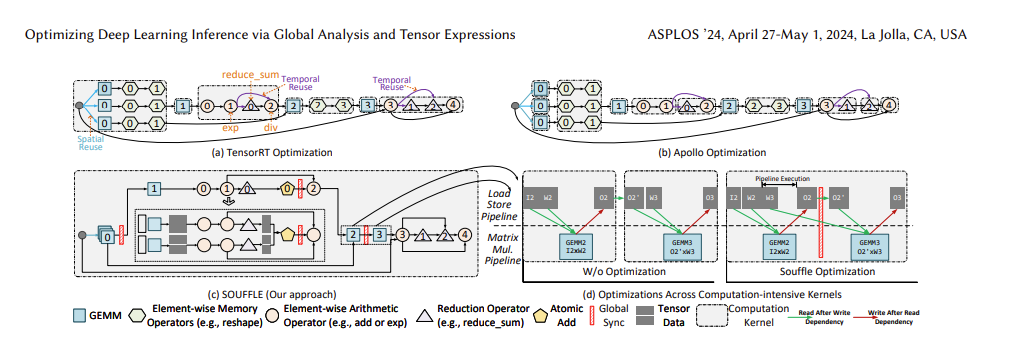 Optimizing Deep Learning Inference via Global Analysis and Tensor Expressions
ASPLOS '24, April 27-May 1, 2024, La Jolla, CA, USA
reduce_sum
Temporal
Reuse
Temporal
Reuse
0 0 1
0 0 1
0 0 1
1 0 1 0 2 2 2 3 3 3 1 2 4
exp
div
Spatial
Reuse
(a) TensorRT Optimization
0 0 1
0 0 1
0 0 1
1 0 1 0 2 2 2 3 3 3 1 2 4
(b) Apollo Optimization
1 0 1 0 0 2
0
2 3 3 1 2 4
(c) SOUFFLE (Our approach)
Load
Store
Pipeline
Matrix
Mul.
Pipeline
I2 W2 O2 O2' W3 O3
GEMM2
I2xW2
GEMM3
O2'xW3
W/o Optimization
Pipeline Execution
I2 W2 W3 O2 O2' O3
GEMM2
I2xW2
GEMM3
O2'xW3
Souffle Optimization
(d) Optimizations Across Computation-intensive Kernels
GEMM
Element-wise Memory
Operators (e.g., reshape)
Element-wise Arithmetic
Operator (e.g., add or exp)
Reduction Operator
(e.g., reduce_sum)
Atomic
Add
Global
Sync
Tensor
Data
Computation
Kernel
Read After Write
Dependency
Write After Read
Dependency